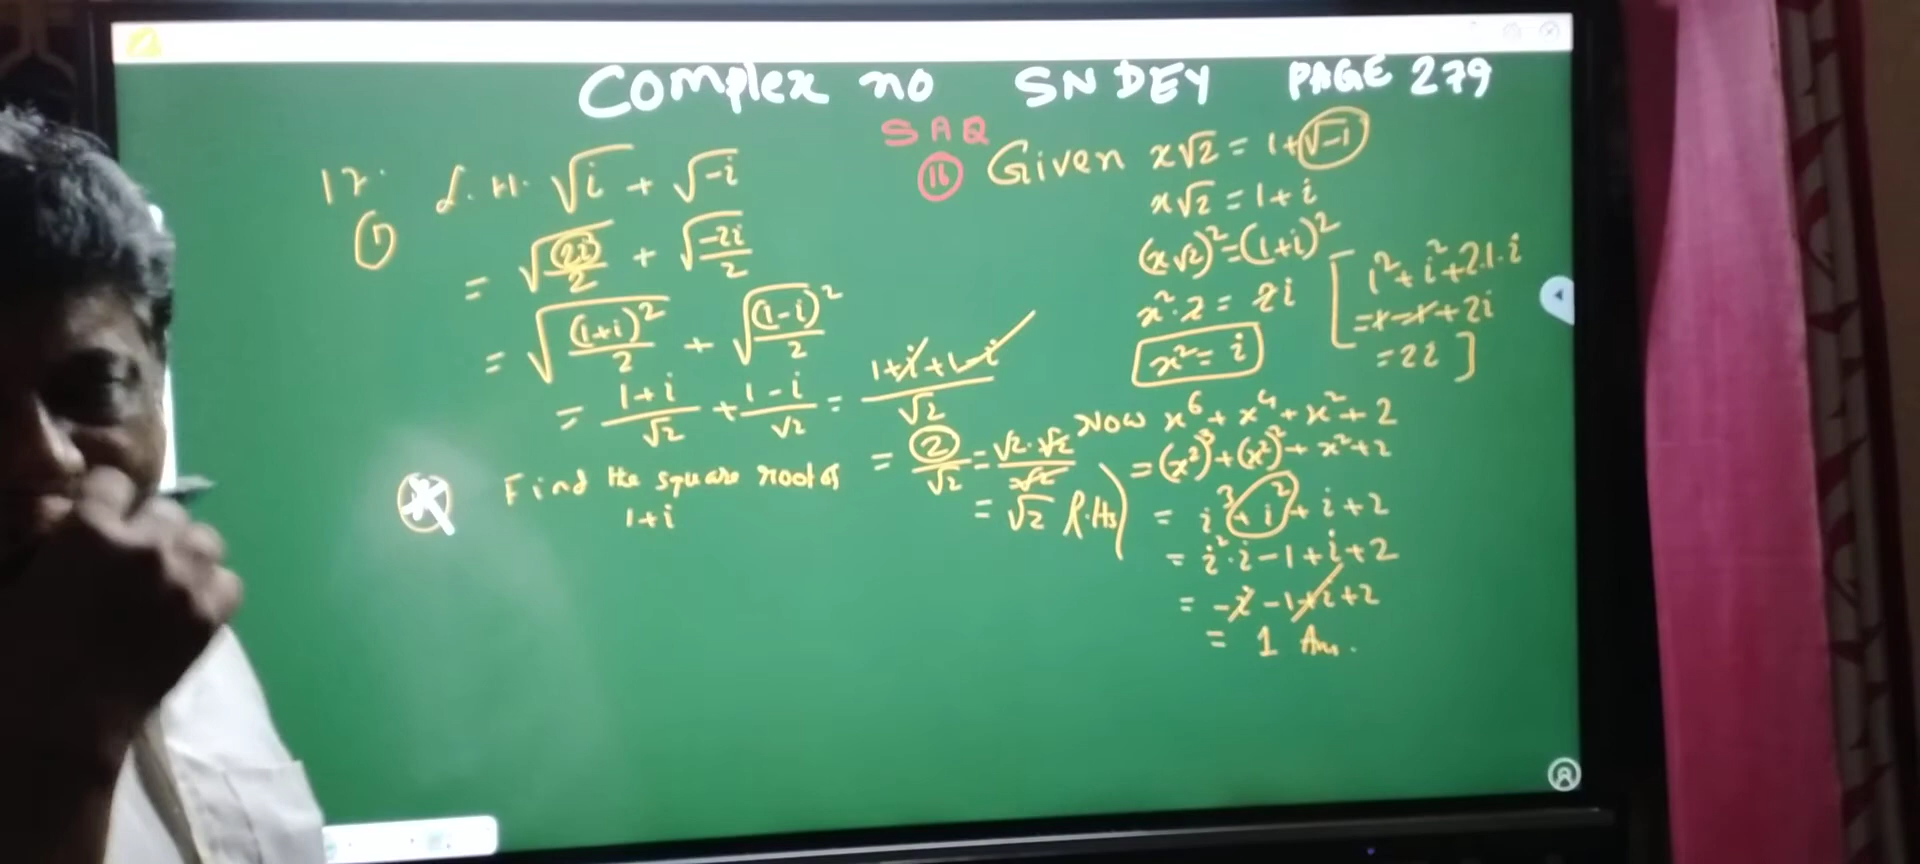 Complex no SN DEY PAGE 279
SAQ
17. L.H. √i + √-i
(1)
= √(2i/2) + √(-2i/2)
= √((1+i)²/2) + √((1-i)²/2)
= (1+i)/√2 + (1-i)/√2 = (1+i+1-i)/√2
= 2/√2 = (√2·√2)/√2
= √2 R.Hs
Find the square root of
1+i
(16) Given x√2 = 1+√-1
x√2 = 1+i
(x√2)² = (1+i)²
x²·2 = 2i
x² = i
[1²+i²+2.1.i
=1-1+2i
=2i]
Now x⁶+x⁴+x²+2
= (x²)³+(x²)²+x²+2
= i³+i²+i+2
= i²·i-1+i+2
= -i-1+i+2
= 1 Ans.